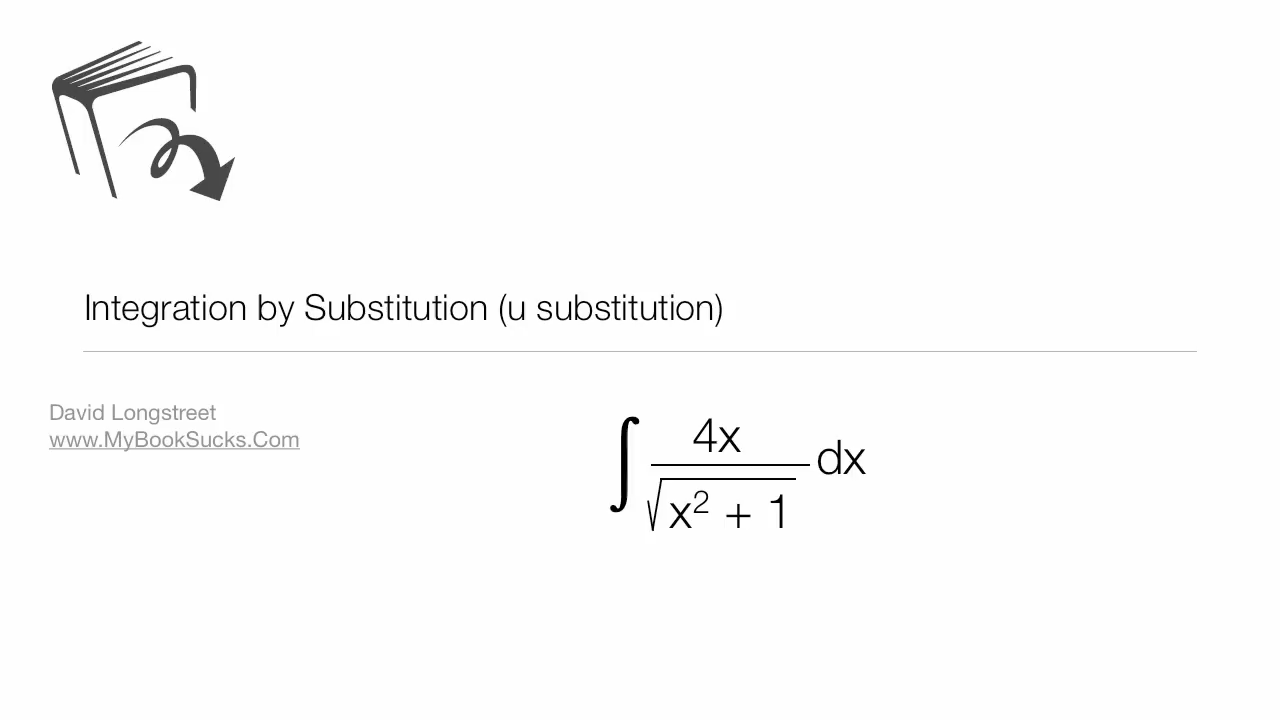 Integration by Substitution (u substitution)
David Longstreet
www.MyBookSucks.Com
∫ 4x / √(x² + 1) dx